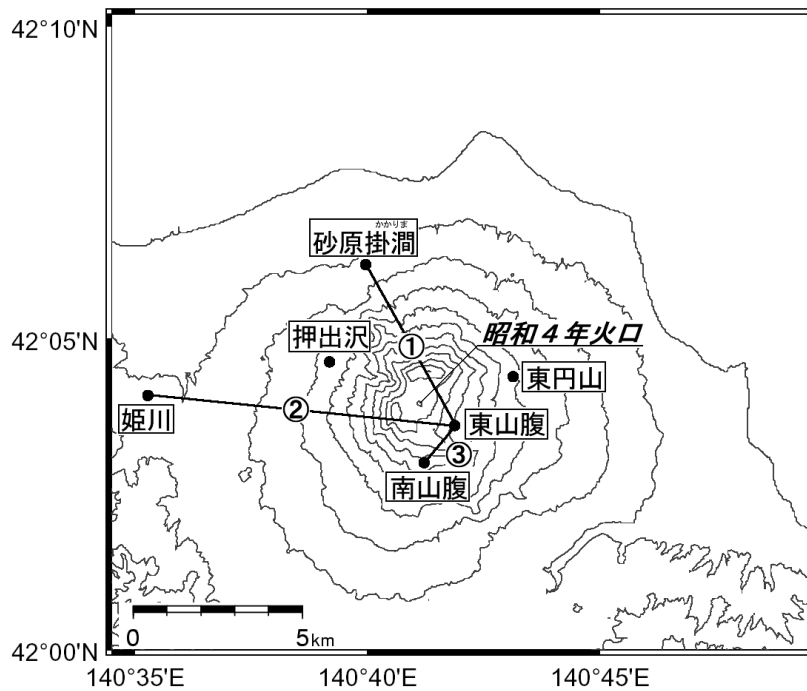 42°10'N
かかりま
砂原掛澗
42°05'N
押出沢
昭和４年火口
①
東円山
姫川
②
東山腹
③
南山腹
0
5km
42°00'N
140°35'E
140°40'E
140°45'E